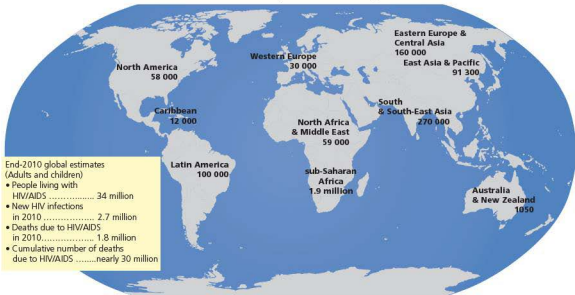 Eastern Europe &
Central Asia
160 000
East Asia & Pacific
91 300
Western Europe
30 000
North America
58 000
Caribbean
12 000
South
& South-East Asia
270 000
North Africa
& Middle East
59 000
Latin America
100 000
sub-Saharan
Africa
1.9 million
Australia
& New Zealand
1050
End-2010 global estimates
(Adults and children)
• People living with
HIV/AIDS ............... 34 million
• New HIV infections
in 2010 .................. 2.7 million
• Deaths due to HIV/AIDS
in 2010.................. 1.8 million
• Cumulative number of deaths
due to HIV/AIDS ........nearly 30 million